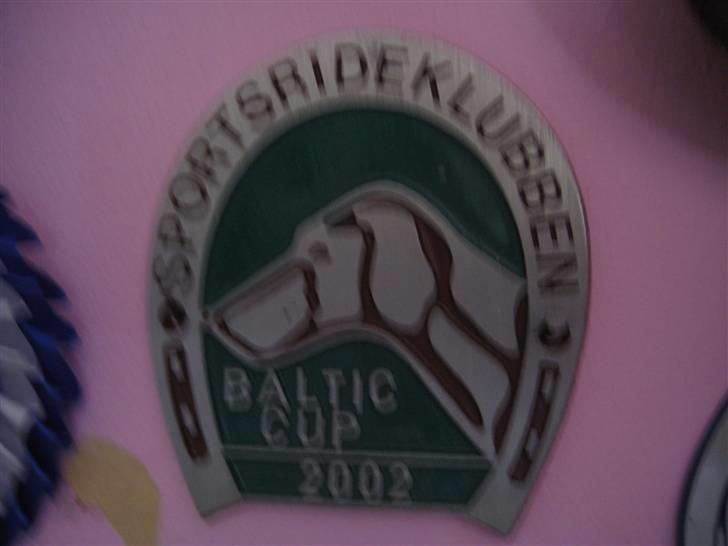 SPORTSRIDEKLUBBEN
BALTIC
CUP
2002